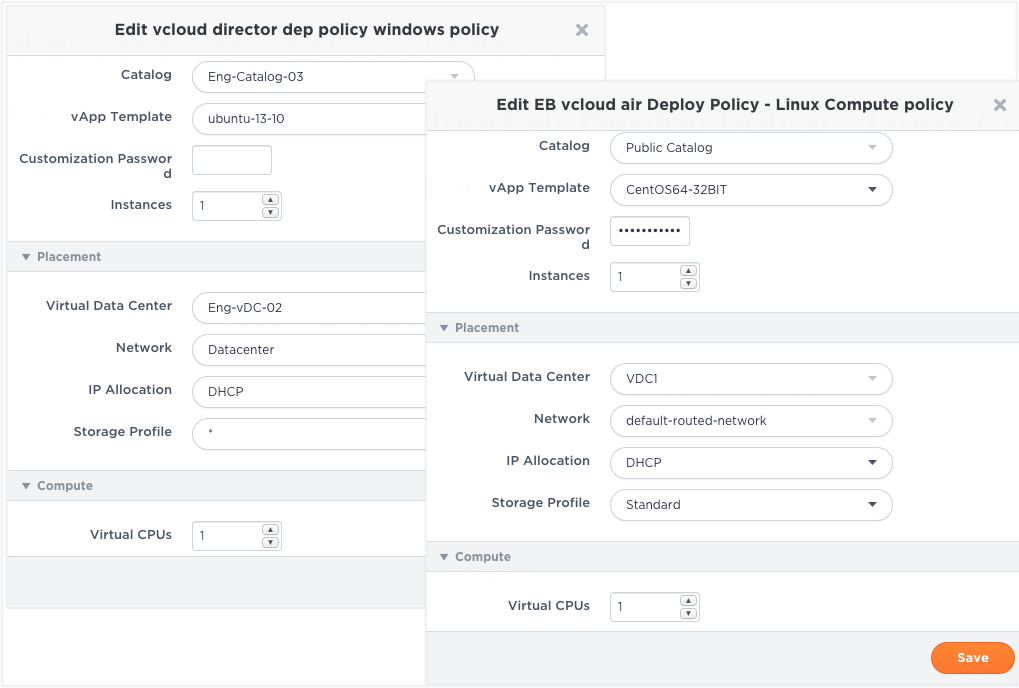 Edit vcloud director dep policy windows policy
Catalog
Eng-Catalog-03
vApp Template
ubuntu-13-10
Customization Passwor
d
Instances
1
Placement
Virtual Data Center
Eng-vDC-02
Network
Datacenter
IP Allocation
DHCP
Storage Profile
*
Compute
Virtual CPUs
1
Edit EB vcloud air Deploy Policy - Linux Compute policy
Catalog
Public Catalog
vApp Template
CentOS64-32BIT
Customization Passwor
d
•••••••••••
Instances
1
Placement
Virtual Data Center
VDC1
Network
default-routed-network
IP Allocation
DHCP
Storage Profile
Standard
Compute
Virtual CPUs
1
Save